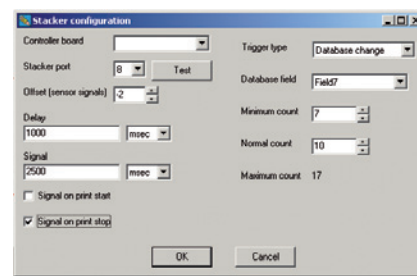 Stacker configuration
Controller board
Stacker port
8
Test
Offset (sensor signals)
-2
Delay
1000
msec
Signal
2500
msec
Signal on print start
Signal on print stop
Trigger type
Database change
Database field
Field7
Minimum count
7
Normal count
10
Maximum count
17
OK
Cancel